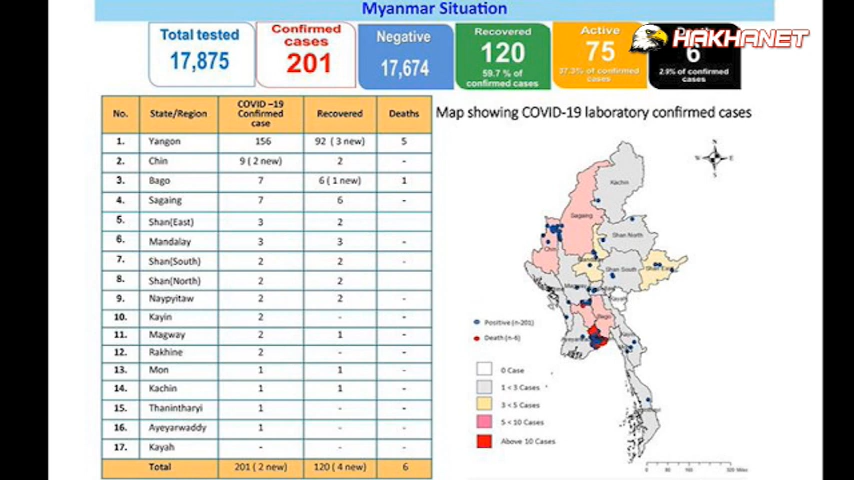 Myanmar Situation
Total tested
17,875
Confirmed
cases
201
Negative
17,674
Recovered
120
59.7 % of
confirmed cases
Active
75
37.3% of confirmed
cases
6
2.9% of confirmed
cases
HAKHANET
No. State/Region COVID –19 Confirmed case Recovered Deaths
1. Yangon 156 92 ( 3 new) 5
2. Chin 9 ( 2 new) 2 -
3. Bago 7 6 ( 1 new) 1
4. Sagaing 7 6 -
5. Shan(East) 3 2
6. Mandalay 3 3 -
7. Shan(South) 2 2 -
8. Shan(North) 2 2
9. Naypyitaw 2 2 -
10. Kayin 2 - -
11. Magway 2 1 -
12. Rakhine 2 - -
13. Mon 1 1 -
14. Kachin 1 1 -
15. Thanintharyi 1 - -
16. Ayeyarwaddy 1 - -
17. Kayah - - -
Total 201 ( 2 new) 120 ( 4 new) 6
Map showing COVID-19 laboratory confirmed cases
N
W E
S
Kachin
Sagaing
Shan North
Chin
Shan South
Shan East
Kayah
Bago
Positive (n-201)
Death (n-6)
0 Case
1 < 3 Cases
3 < 5 Cases
5 < 10 Cases
Above 10 Cases